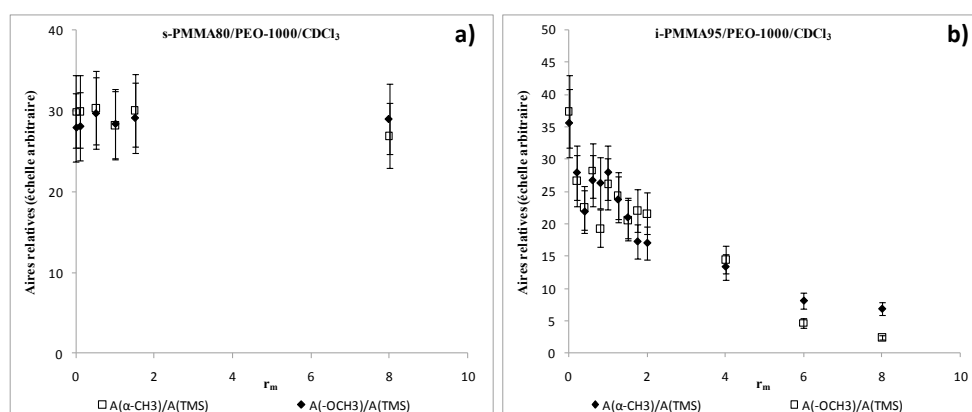 s-PMMA80/PEO-1000/CDCl₃
a)
Aires relatives (échelle arbitraire)
40
30
20
10
0
0 2 4 6 8 10
rₘ
A(α-CH3)/A(TMS) A(-OCH3)/A(TMS)
i-PMMA95/PEO-1000/CDCl₃
b)
Aires relatives (échelle arbitraire)
50
45
40
35
30
25
20
15
10
5
0
0 2 4 6 8 10
rₘ
A(α-CH3)/A(TMS) A(-OCH3)/A(TMS)